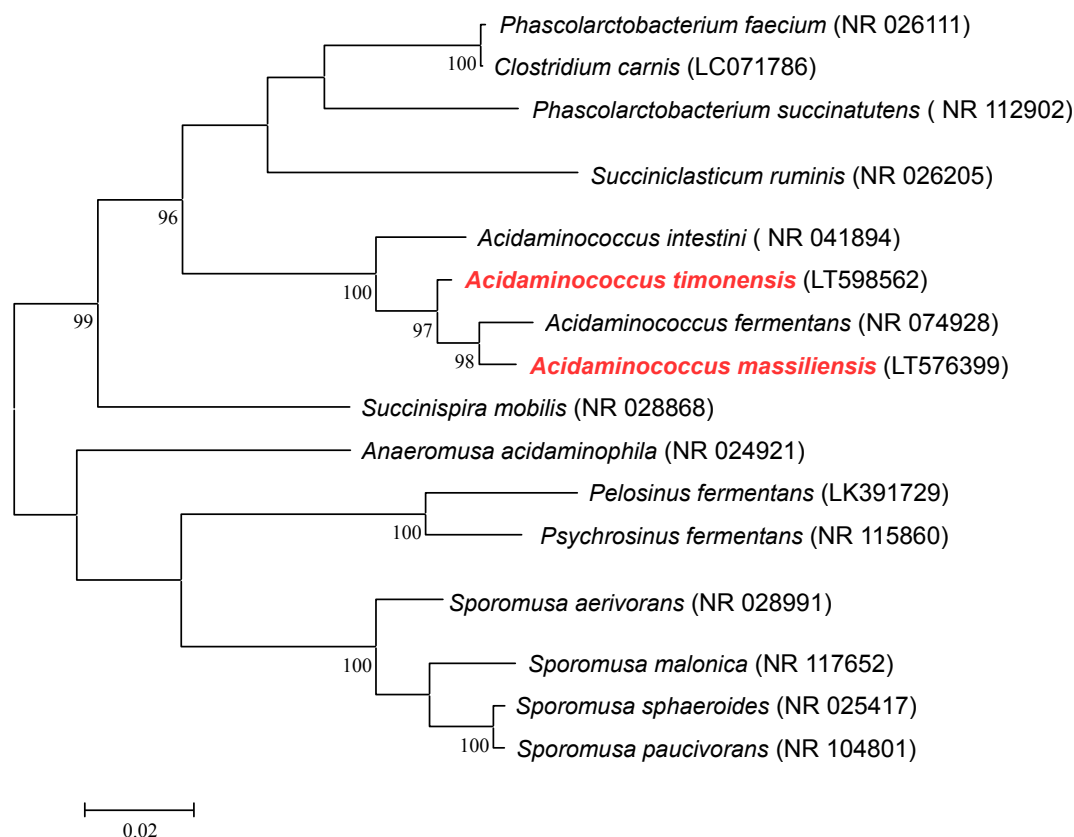 Phascolarctobacterium faecium (NR 026111)
100
Clostridium carnis (LC071786)
Phascolarctobacterium succinatutens ( NR 112902)
Succiniclasticum ruminis (NR 026205)
96
Acidaminococcus intestini ( NR 041894)
100
Acidaminococcus timonensis (LT598562)
99
97
Acidaminococcus fermentans (NR 074928)
98
Acidaminococcus massiliensis (LT576399)
Succinispira mobilis (NR 028868)
Anaeromusa acidaminophila (NR 024921)
Pelosinus fermentans (LK391729)
100
Psychrosinus fermentans (NR 115860)
Sporomusa aerivorans (NR 028991)
100
Sporomusa malonica (NR 117652)
Sporomusa sphaeroides (NR 025417)
100
Sporomusa paucivorans (NR 104801)
0.02